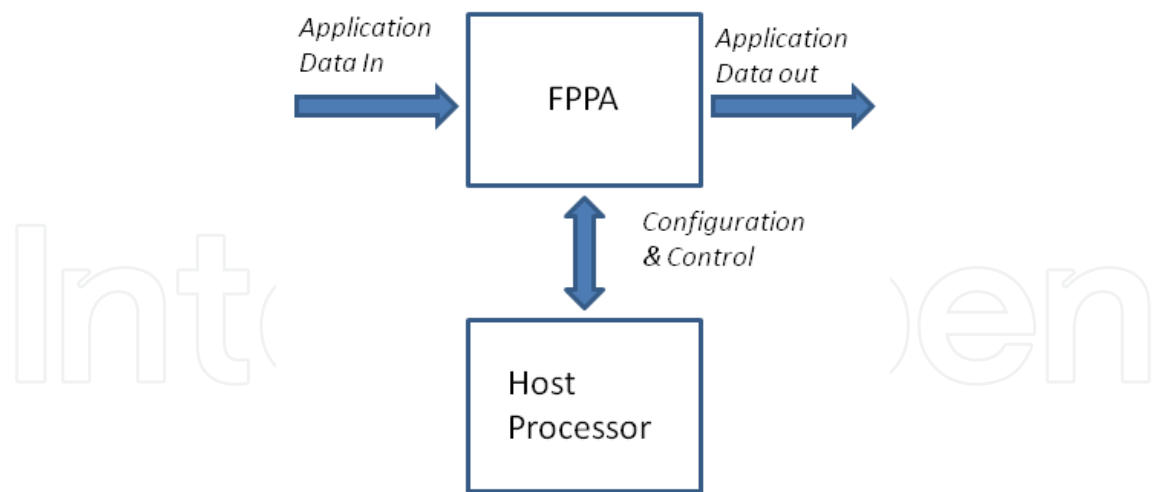 Application
Data In
FPPA
Application
Data out
Configuration
& Control
Host
Processor